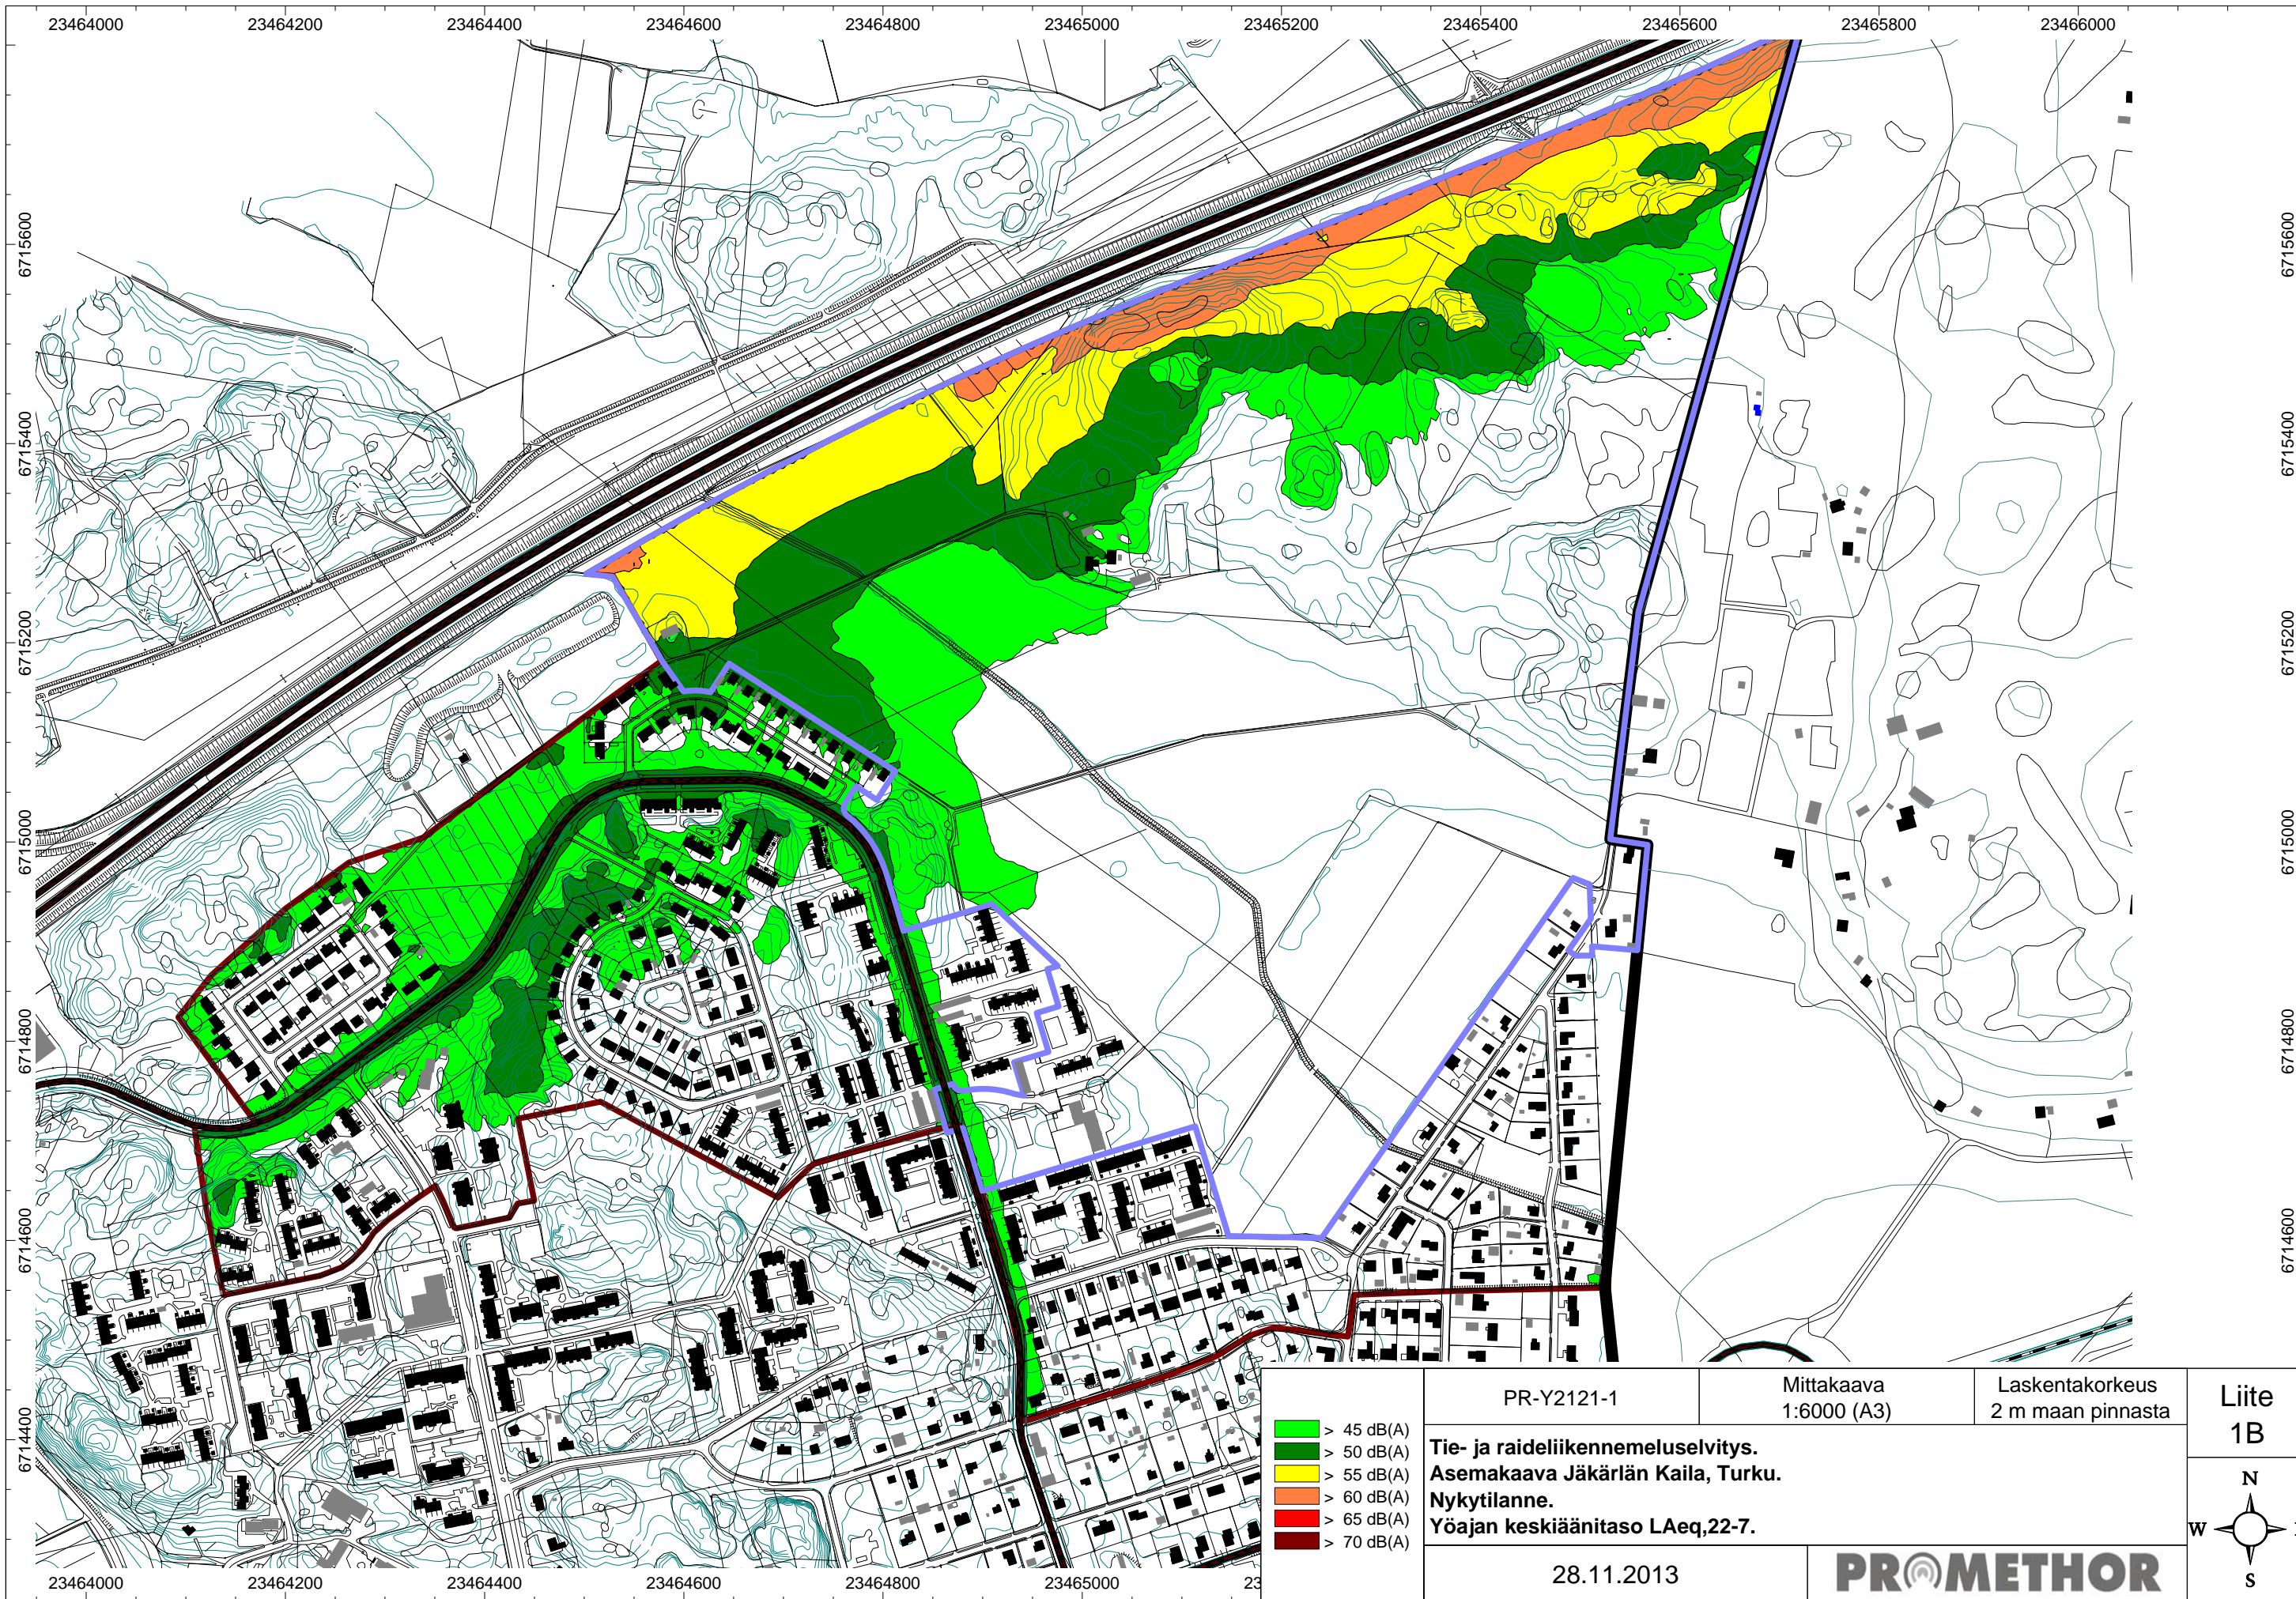 23464000 23464200 23464400 23464600 23464800 23465000 23465200 23465400 23465600 23465800 23466000
6715600 6715600
6715400 6715400
6715200 6715200
6715000 6715000
6714800 6714800
6714600 6714600
6714400
> 45 dB(A)
> 50 dB(A)
> 55 dB(A)
> 60 dB(A)
> 65 dB(A)
> 70 dB(A)
PR-Y2121-1
Mittakaava
1:6000 (A3)
Laskentakorkeus
2 m maan pinnasta
Liite
1B
Tie- ja raideliikennemeluselvitys.
Asemakaava Jäkärlän Kaila, Turku.
Nykytilanne.
Yöajan keskiäänitaso LAeq,22-7.
N
W
S
28.11.2013
PROMETHOR
23464000 23464200 23464400 23464600 23464800 23465000